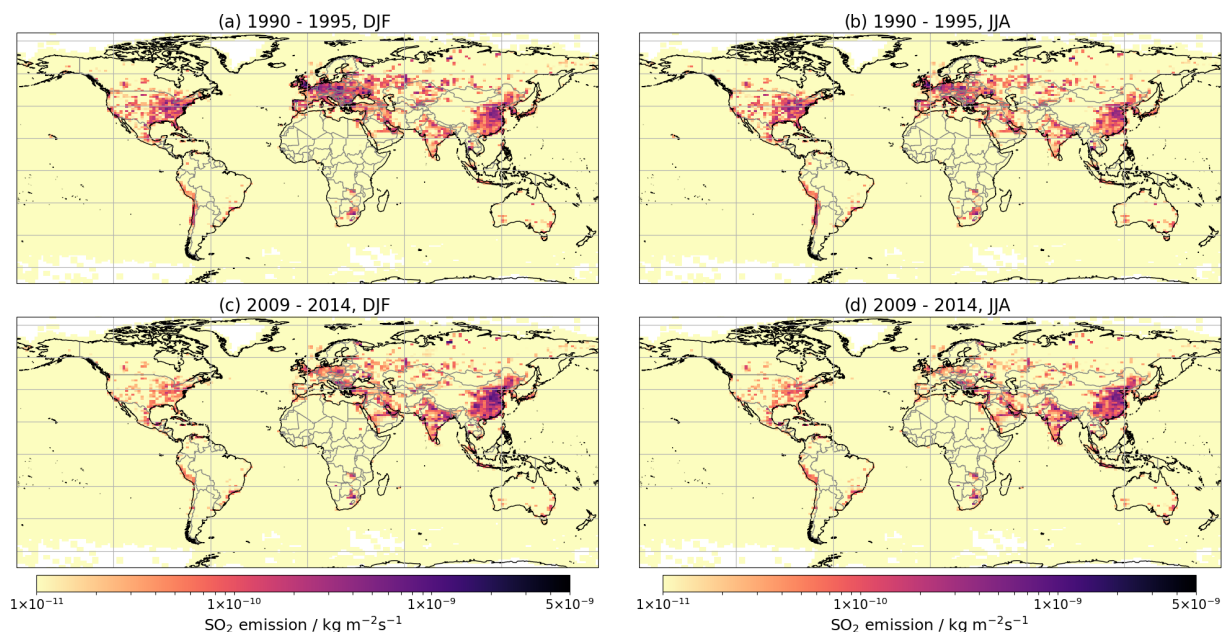 (a) 1990 - 1995, DJF
(b) 1990 - 1995, JJA
(c) 2009 - 2014, DJF
(d) 2009 - 2014, JJA
1×10⁻¹¹ 1×10⁻¹⁰ 1×10⁻⁹ 5×10⁻⁹
SO₂ emission / kg m⁻²s⁻¹
1×10⁻¹¹ 1×10⁻¹⁰ 1×10⁻⁹ 5×10⁻⁹
SO₂ emission / kg m⁻²s⁻¹